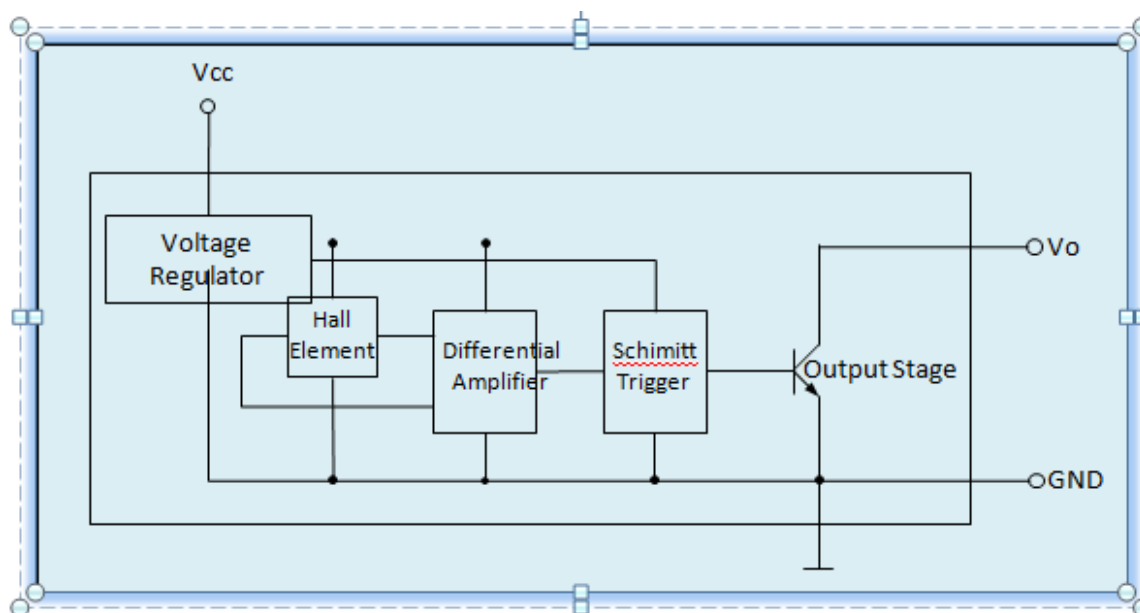 Vcc
Voltage
Regulator
Vo
Hall
Element
Differential
Amplifier
Schimitt
Trigger
Output Stage
GND